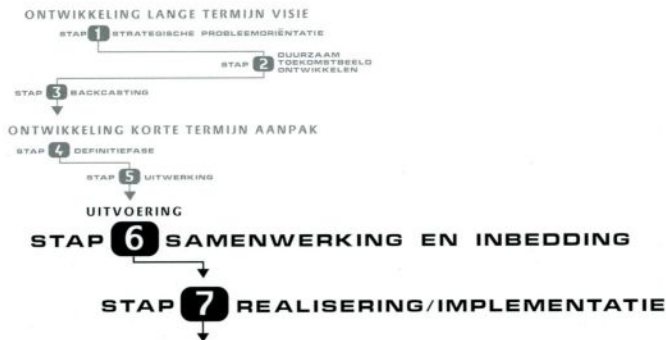 ONTWIKKELING LANGE TERMIJN VISIE
STAP 1 STRATEGISCHE PROBLEEMORIËNTATIE
STAP 2 DUURZAAM TOEKOMSTBEELD ONTWIKKELEN
STAP 3 BACKCASTING
ONTWIKKELING KORTE TERMIJN AANPAK
STAP 4 DEFINITIEFASE
STAP 5 UITWERKING
UITVOERING
STAP 6 SAMENWERKING EN INBEDDING
STAP 7 REALISERING/IMPLEMENTATIE